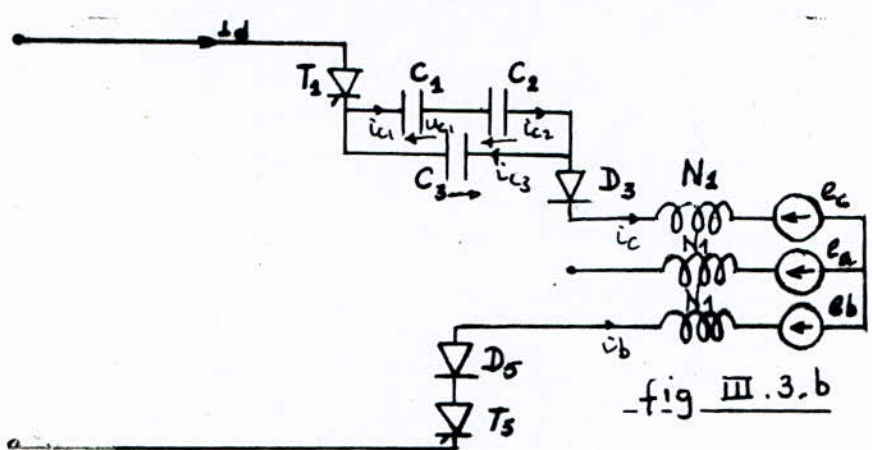 Id
T1
C1
C2
ic1
uc1
ic2
C3
ic3
D3
N1
ic
ec
N1
ea
N1
eb
ib
D5
T5
fig III.3.b